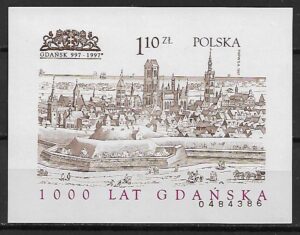 1 10 ZŁ
POLSKA
GDAŃSK 997-1997
1000 LAT GDAŃSKA
0484386